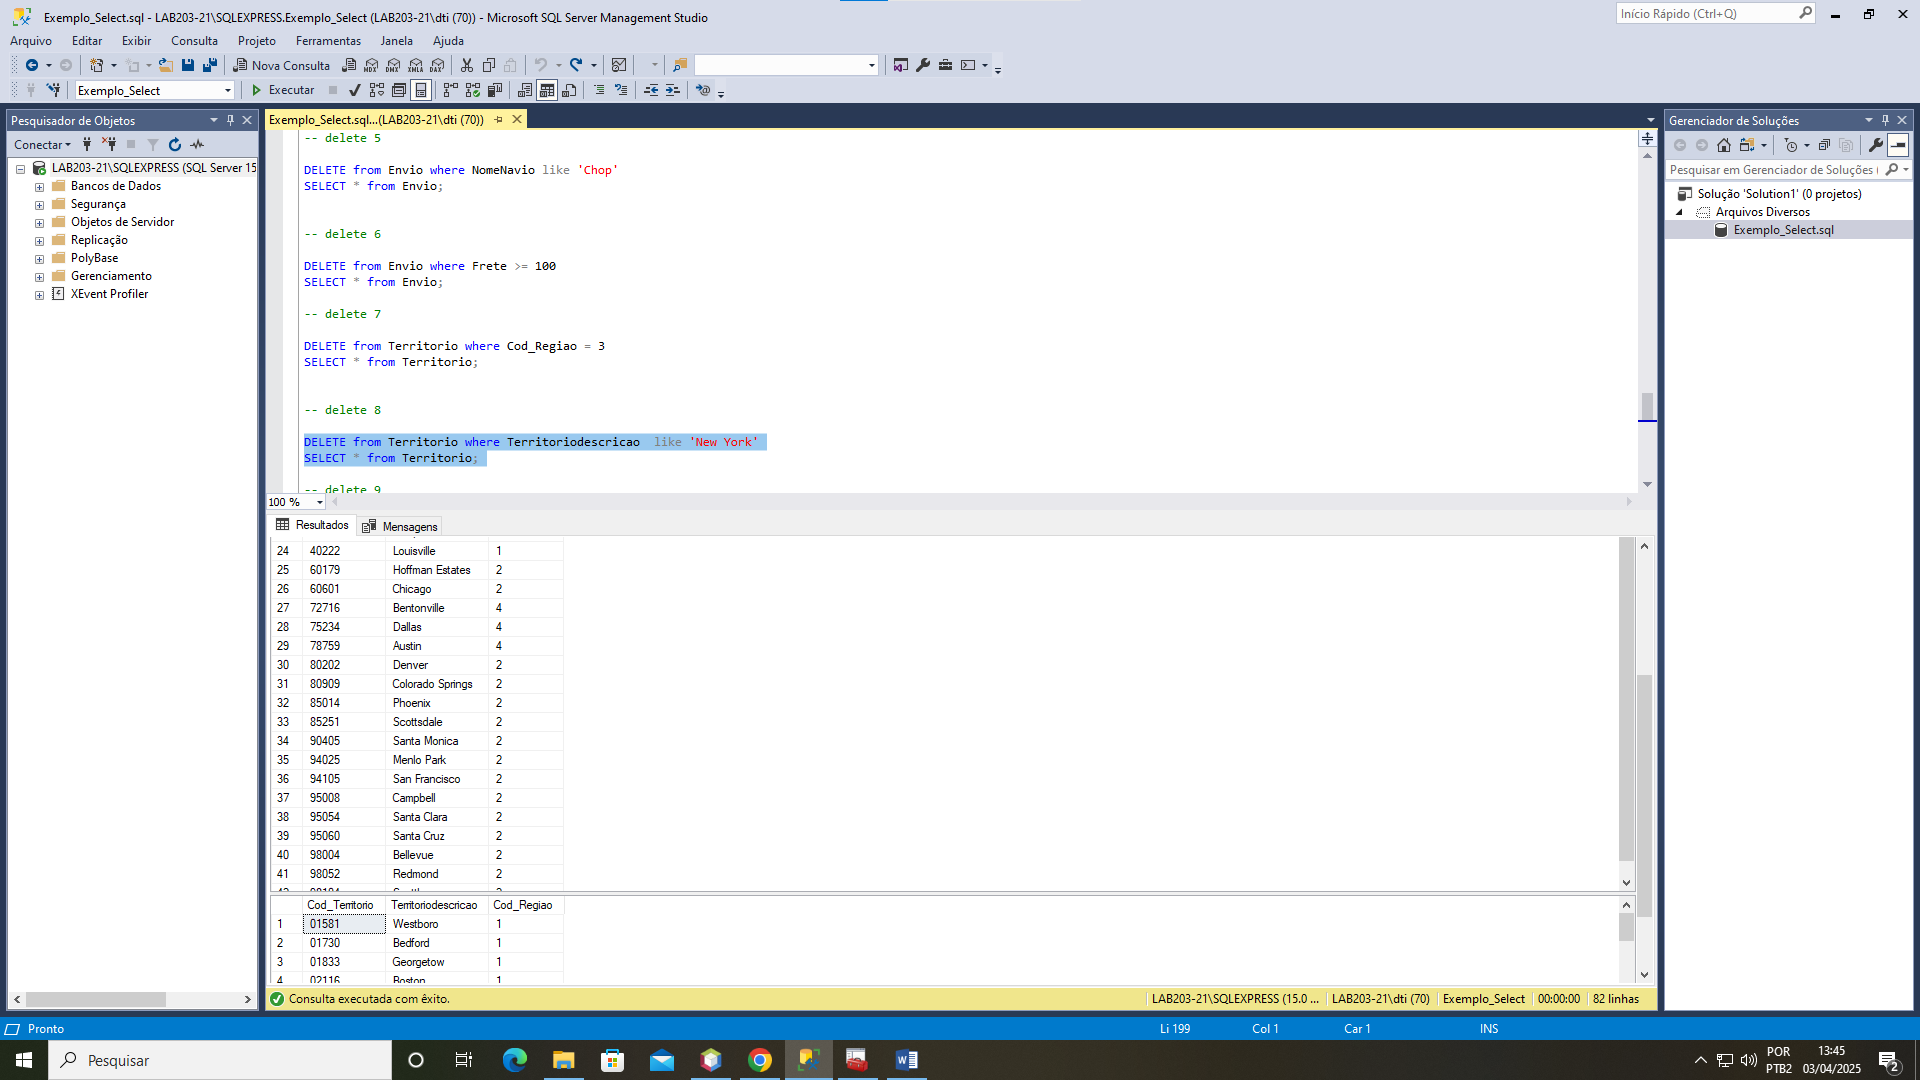 Exemplo_Select.sql - LAB203-21\SQLEXPRESS.Exemplo_Select (LAB203-21\dti (70)) - Microsoft SQL Server Management Studio
Início Rápido (Ctrl+Q)
Arquivo Editar Exibir Consulta Projeto Ferramentas Janela Ajuda
Nova Consulta
MDX DMX XMLA DAX
Exemplo_Select
Executar
Pesquisador de Objetos
Conectar
LAB203-21\SQLEXPRESS (SQL Server 15
Bancos de Dados
Segurança
Objetos de Servidor
Replicação
PolyBase
Gerenciamento
XEvent Profiler
Exemplo_Select.sql...(LAB203-21\dti (70))
-- delete 5
DELETE from Envio where NomeNavio like 'Chop'
SELECT * from Envio;
-- delete 6
DELETE from Envio where Frete >= 100
SELECT * from Envio;
-- delete 7
DELETE from Territorio where Cod_Regiao = 3
SELECT * from Territorio;
-- delete 8
DELETE from Territorio where Territoriodescricao  like 'New York'
SELECT * from Territorio;
-- delete 9
100 %
Resultados Mensagens
24 40222 Louisville 1
25 60179 Hoffman Estates 2
26 60601 Chicago 2
27 72716 Bentonville 4
28 75234 Dallas 4
29 78759 Austin 4
30 80202 Denver 2
31 80909 Colorado Springs 2
32 85014 Phoenix 2
33 85251 Scottsdale 2
34 90405 Santa Monica 2
35 94025 Menlo Park 2
36 94105 San Francisco 2
37 95008 Campbell 2
38 95054 Santa Clara 2
39 95060 Santa Cruz 2
40 98004 Bellevue 2
41 98052 Redmond 2
Cod_Territorio Territoriodescricao Cod_Regiao
1 01581 Westboro 1
2 01730 Bedford 1
3 01833 Georgetow 1
4 02116 Boston 1
Consulta executada com êxito.
LAB203-21\SQLEXPRESS (15.0 ... LAB203-21\dti (70) Exemplo_Select 00:00:00 82 linhas
Gerenciador de Soluções
Pesquisar em Gerenciador de Soluções (
Solução 'Solution1' (0 projetos)
Arquivos Diversos
Exemplo_Select.sql
Pronto
Li 199 Col 1 Car 1 INS
Pesquisar
POR
PTB2
13:45
03/04/2025
2